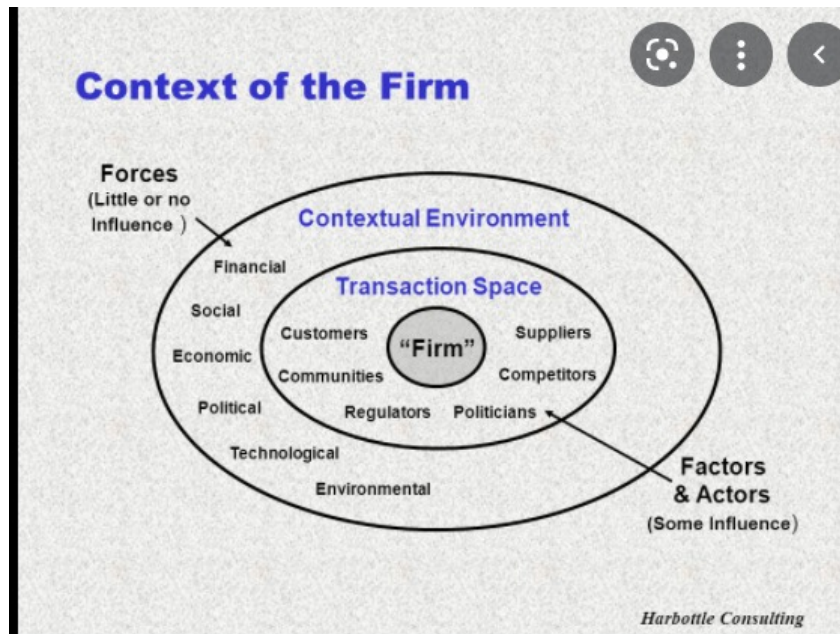 Context of the Firm
Forces
(Little or no
Influence )
Contextual Environment
Financial
Transaction Space
Social
Customers
"Firm"
Suppliers
Economic
Communities
Competitors
Political
Regulators
Politicians
Technological
Environmental
Factors
& Actors
(Some Influence)
Harbottle Consulting